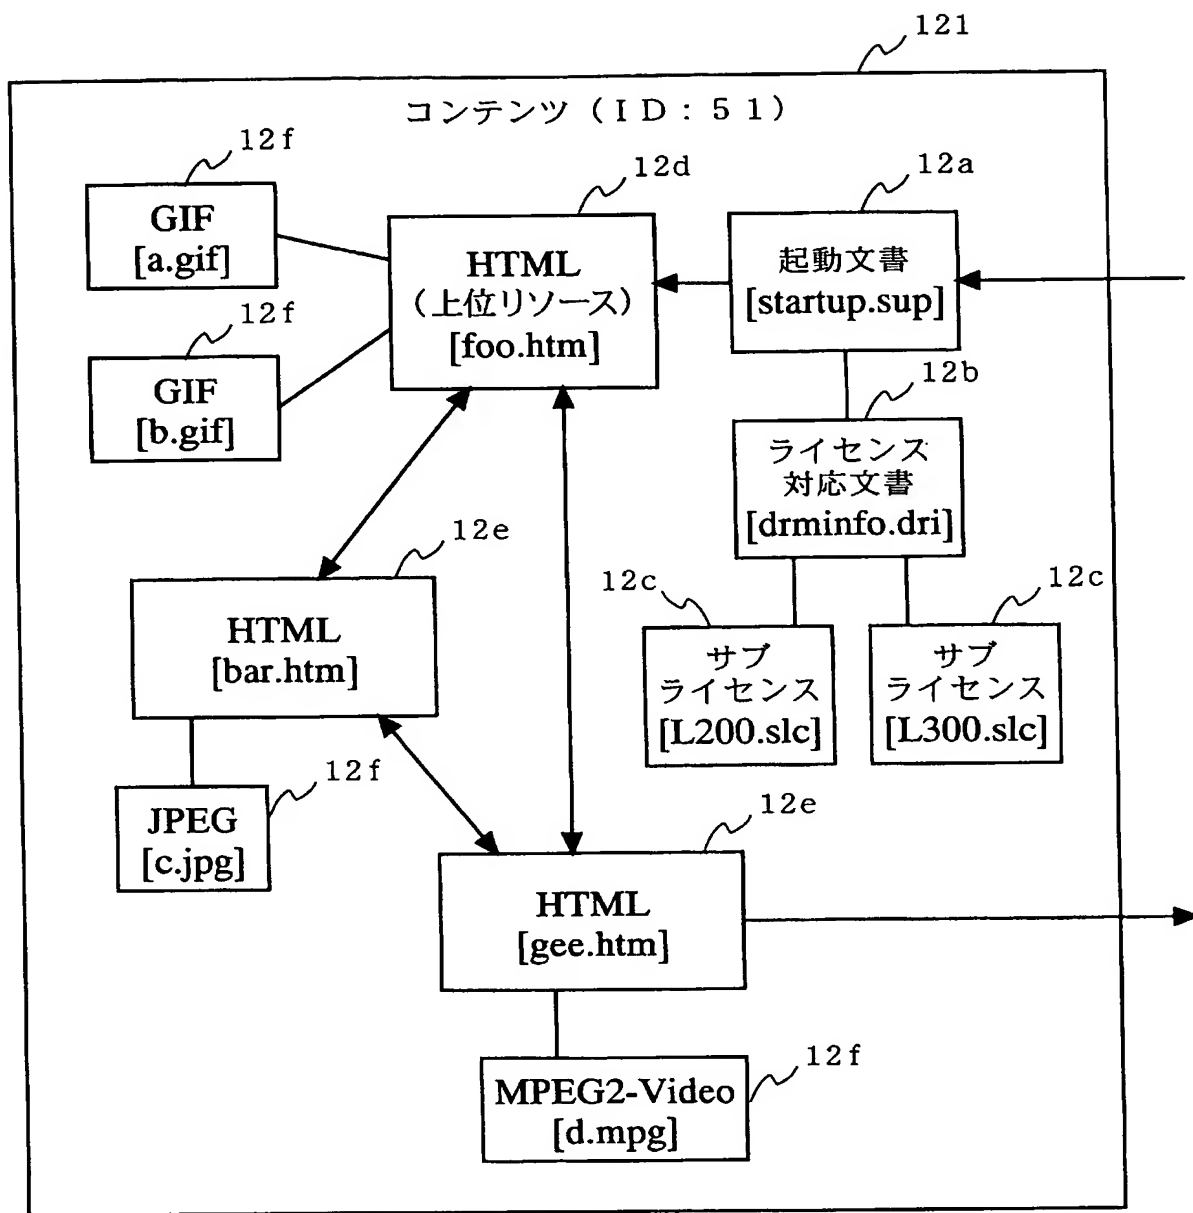 121
コンテンツ（ＩＤ：５１）
12f
GIF
[a.gif]
12d
HTML
（上位リソース）
[foo.htm]
12a
起動文書
[startup.sup]
12f
GIF
[b.gif]
12b
ライセンス
対応文書
[drminfo.dri]
12e
HTML
[bar.htm]
12c
サブ
ライセンス
[L200.slc]
12c
サブ
ライセンス
[L300.slc]
12f
JPEG
[c.jpg]
12e
HTML
[gee.htm]
12f
MPEG2-Video
[d.mpg]